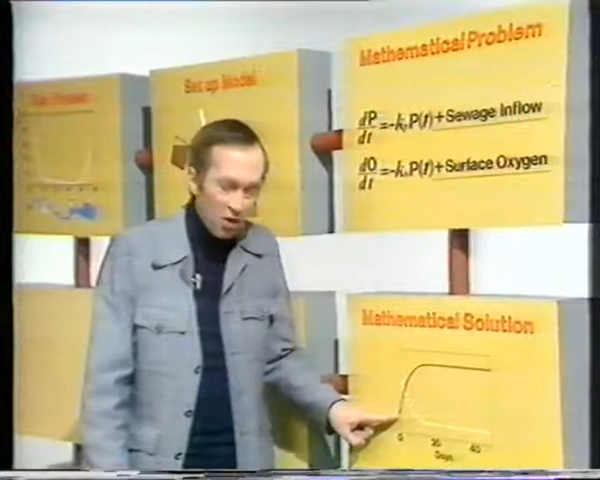 Set up Model
Mathematical Problem
dP/dt = -k₁P(t) + Sewage Inflow
dO/dt = -k₁P(t) + Surface Oxygen
Mathematical Solution
0 20 40
Days